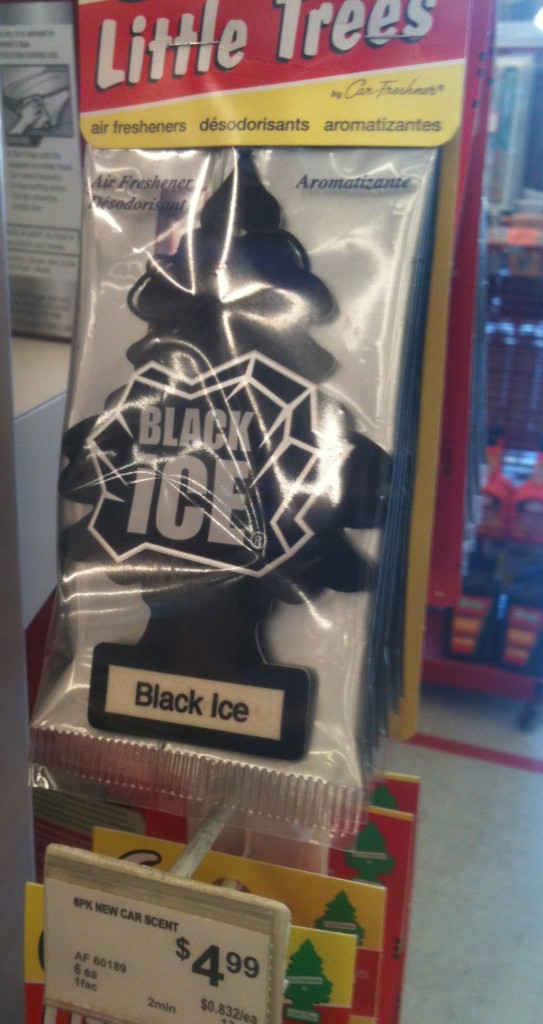 Little Trees
by Car-Freshner®
air fresheners désodorisants aromatizantes
Air Freshener Aromatizante
Désodorisant
BLACK
ICE®
Black Ice
6PK NEW CAR SCENT
$4.99
AF 60189
6 ea
1fac
2min
$0.832/ea